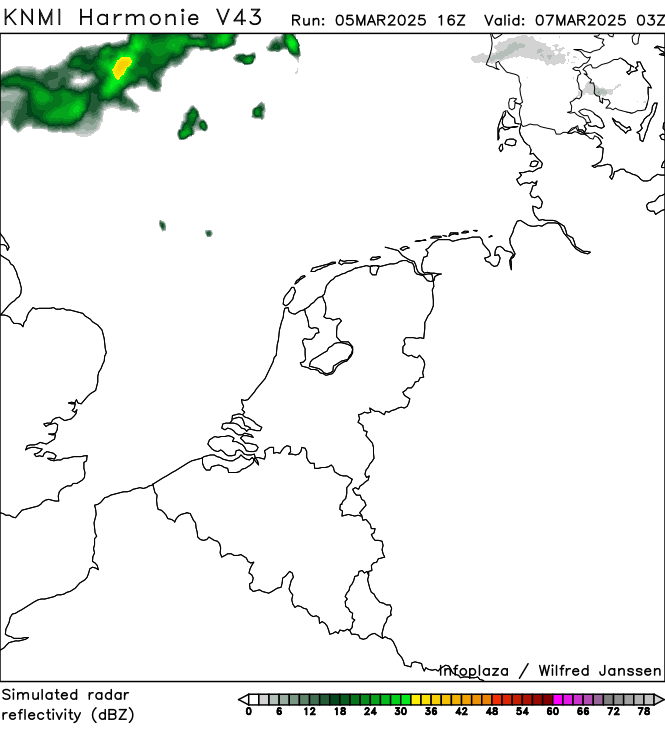 KNMI Harmonie V43 Run: 05MAR2025 16Z Valid: 07MAR2025 03Z
infoplaza / Wilfred Janssen
Simulated radar
reflectivity (dBZ)
0 6 12 18 24 30 36 42 48 54 60 66 72 78